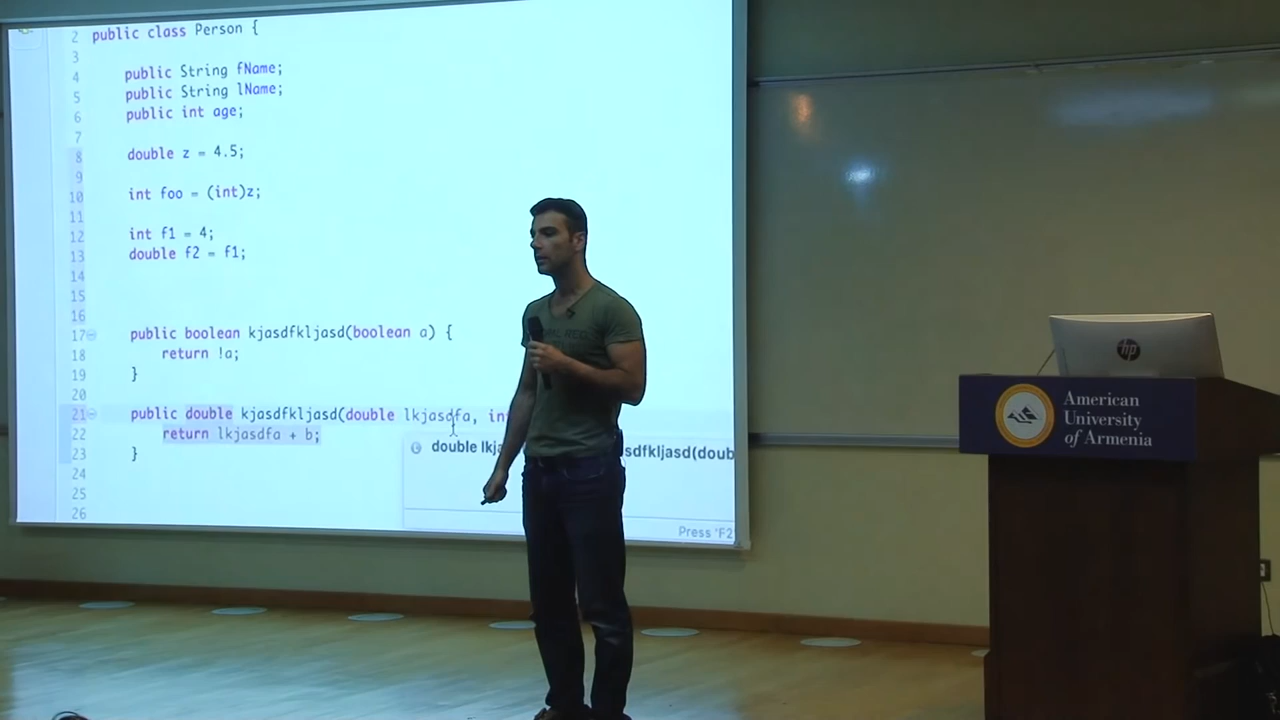 2 public class Person {
3
4 public String fName;
5 public String lName;
6 public int age;
7
8 double z = 4.5;
9
10 int foo = (int)z;
11
12 int f1 = 4;
13 double f2 = f1;
14
15
16
17 public boolean kjasdfkljasd(boolean a) {
18 return !a;
19 }
20
21 public double kjasdfkljasd(double lkjasdfa, int
22 return lkjasdfa + b;
double lkja sdfkljasd(doub
23 }
24
25
26
Press 'F2
hp
American
University
of Armenia